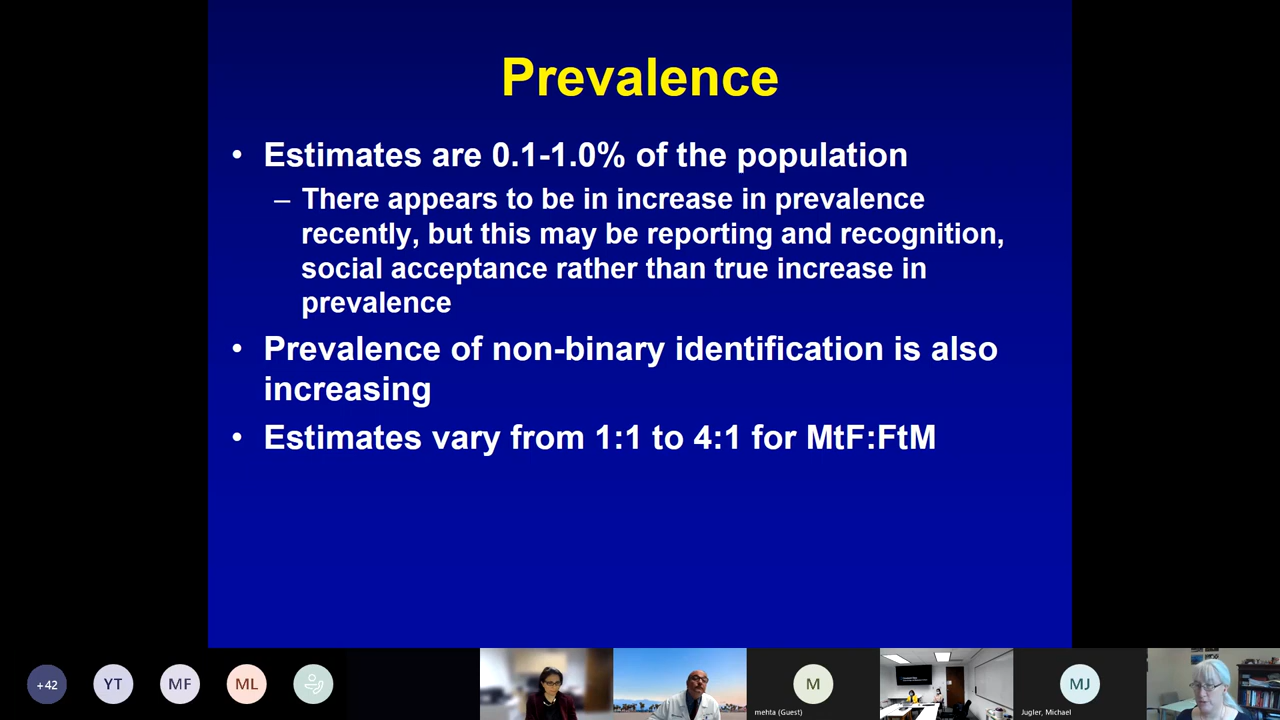 Prevalence
• Estimates are 0.1-1.0% of the population
– There appears to be in increase in prevalence
recently, but this may be reporting and recognition,
social acceptance rather than true increase in
prevalence
• Prevalence of non-binary identification is also
increasing
• Estimates vary from 1:1 to 4:1 for MtF:FtM
+42
YT
MF
ML
M
mehta (Guest)
MJ
Jugler, Michael